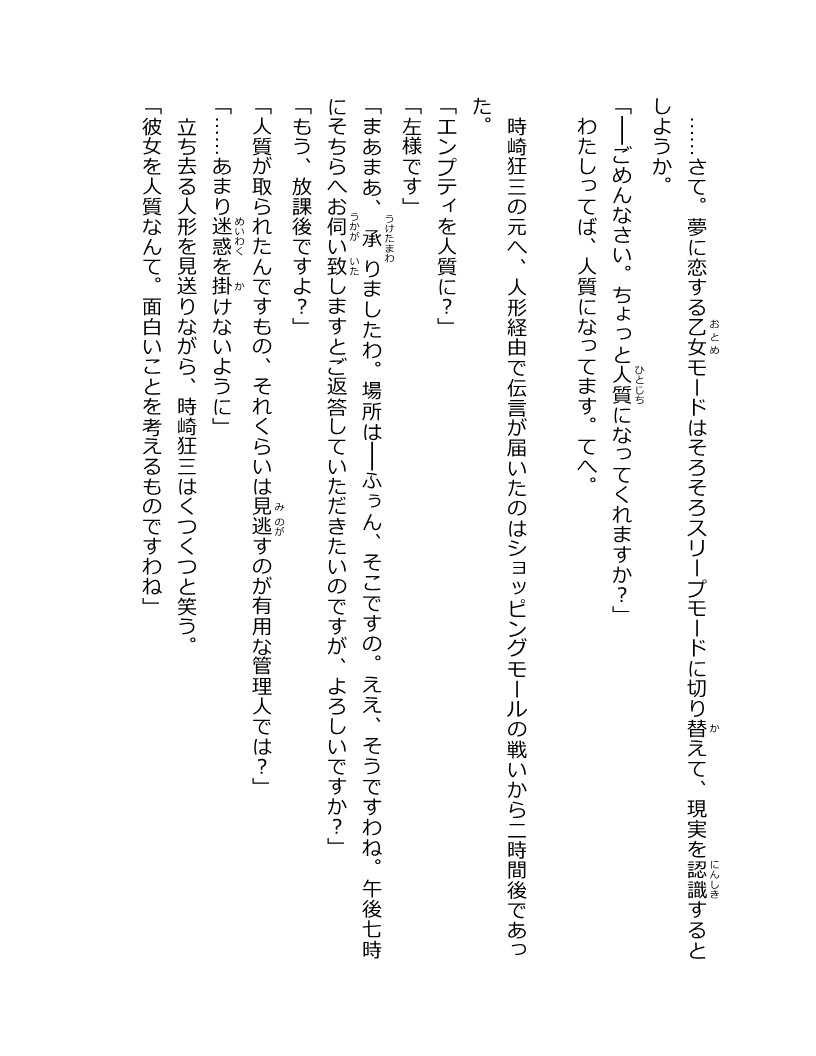 ……さて。夢に恋する乙女モードはそろそろスリープモードに切り替えて、現実を認識すると
しようか。
「──ごめんなさい。ちょっと人質になってくれますか？」
わたしってば、人質になってます。てへ。
時崎狂三の元へ、人形経由で伝言が届いたのはショッピングモールの戦いから二時間後であっ
た。
「エンプティを人質に？」
「左様です」
「まあまあ、承りましたわ。場所は──ふぅん、そこですの。ええ、そうですわね。午後七時
にそちらへお伺い致しますとご返答していただきたいのですが、よろしいですか？」
「もう、放課後ですよ？」
「人質が取られたんですもの、それくらいは見逃すのが有用な管理人では？」
「……あまり迷惑を掛けないように」
立ち去る人形を見送りながら、時崎狂三はくつくつと笑う。
「彼女を人質なんて。面白いことを考えるものですわね」